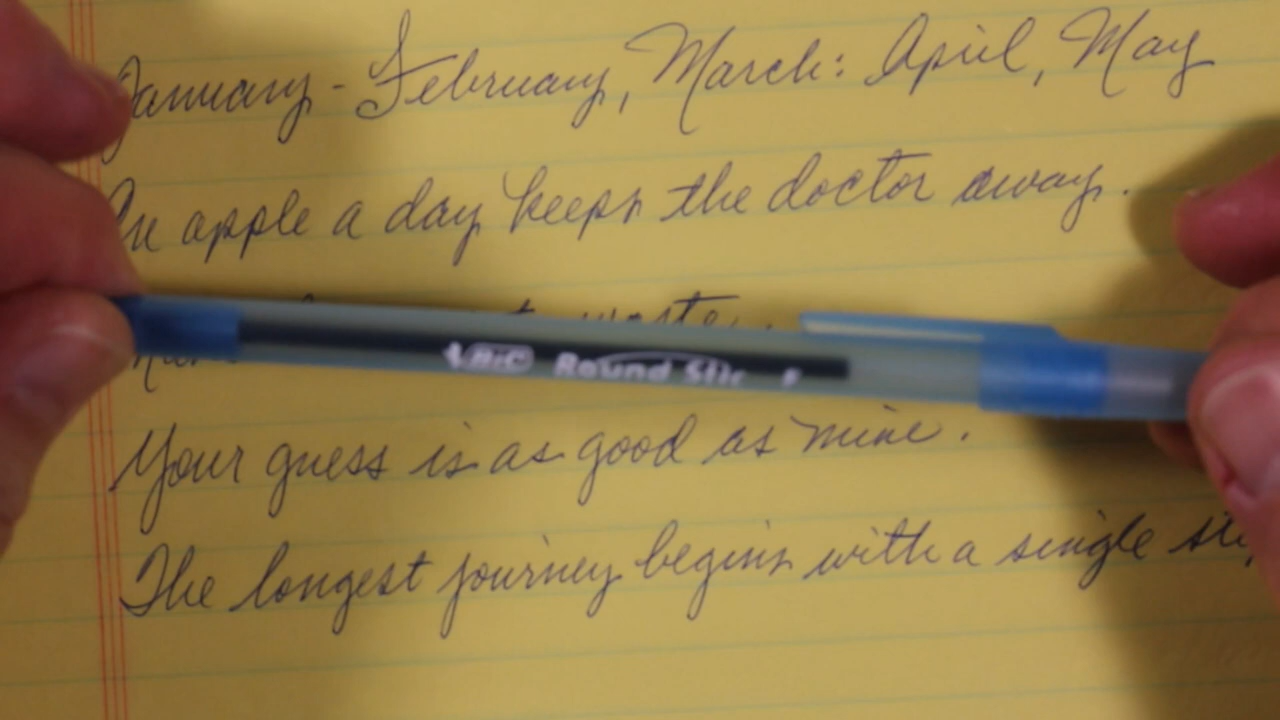 January - February, March: April, May
An apple a day keeps the doctor away.
waste.
BIC Round Stic F
Your guess is as good as mine.
The longest journey begins with a single